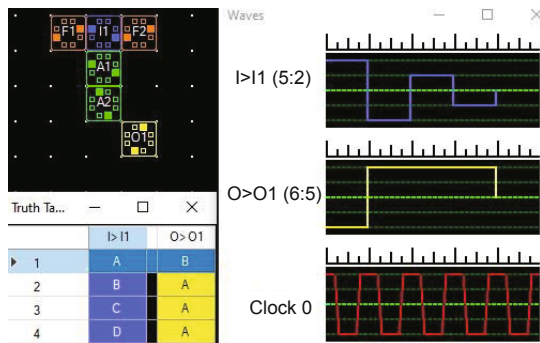 F1 I1 F2
A1
A2
O1
Truth Ta...
I> I1 O> O1
1 A B
2 B A
3 C A
4 D A
Waves
I>I1 (5:2)
O>O1 (6:5)
Clock 0